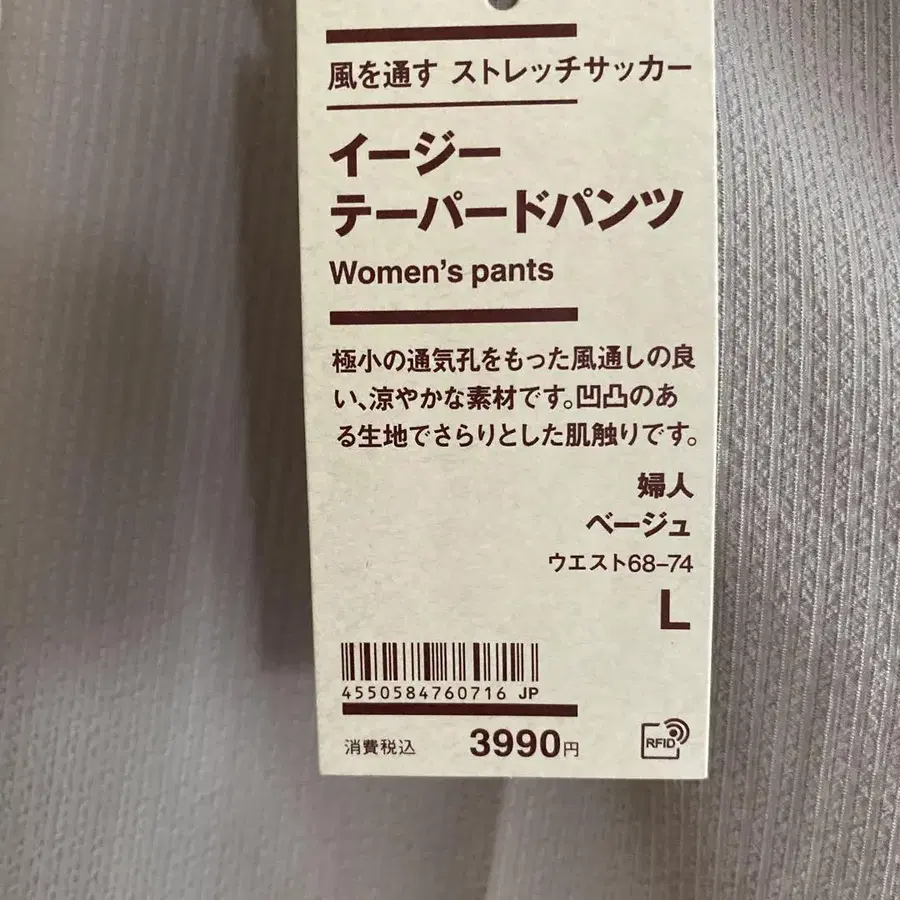 風を通す ストレッチサッカー
イージー
テーパードパンツ
Women's pants
極小の通気孔をもった風通しの良
い、涼やかな素材です。凹凸のあ
る生地でさらりとした肌触りです。
婦人
ベージュ
ウエスト68-74
L
4550584760716 JP
消費税込 3990円
RFID